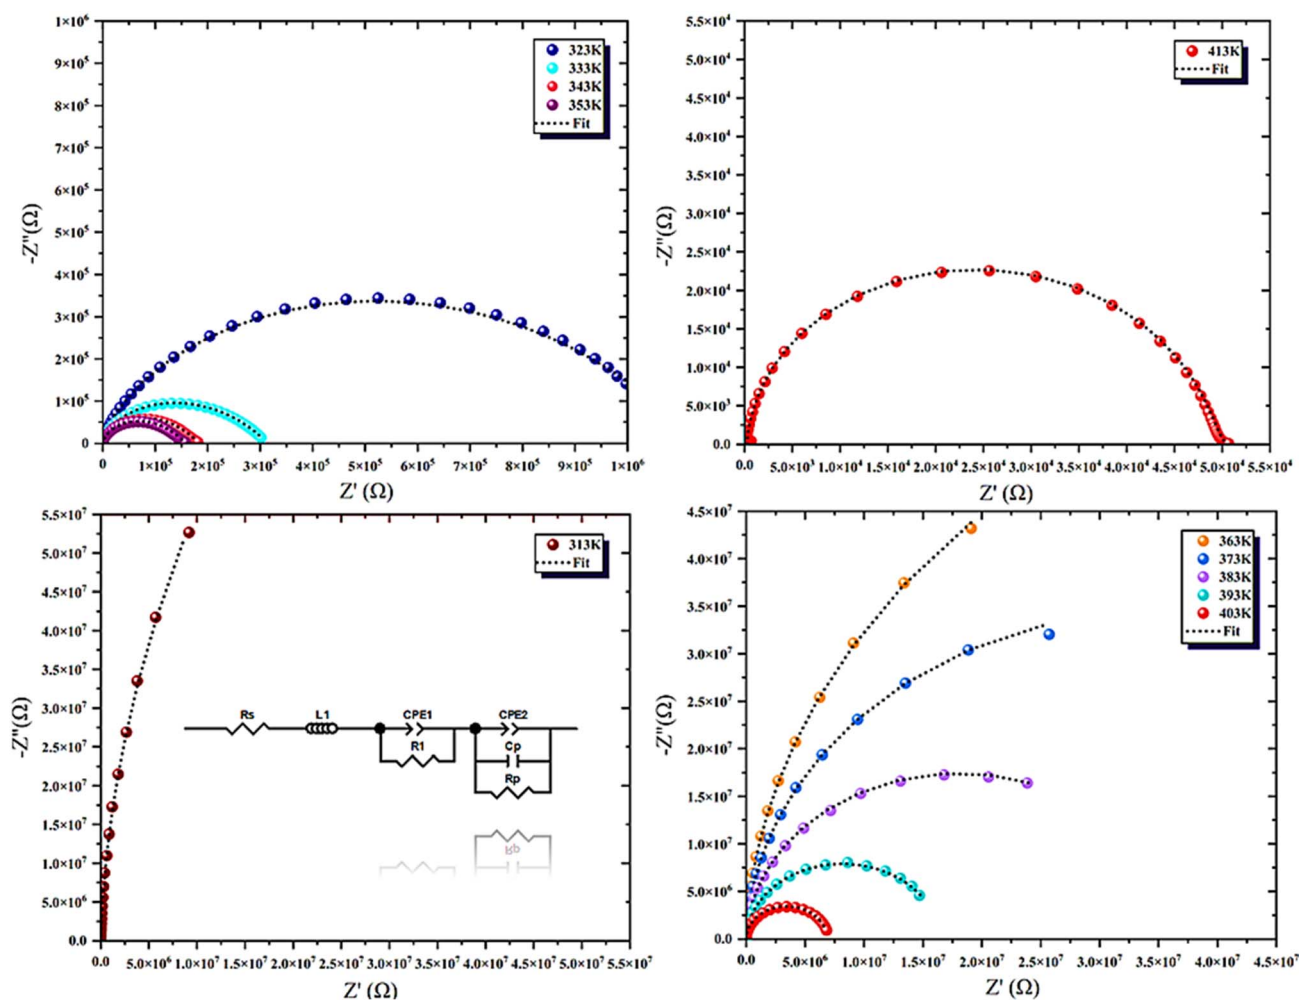 1×10⁶
9×10⁵
8×10⁵
7×10⁵
6×10⁵
5×10⁵
4×10⁵
3×10⁵
2×10⁵
1×10⁵
0
-Z"(Ω)
323K
333K
343K
353K
Fit
0 1×10⁵ 2×10⁵ 3×10⁵ 4×10⁵ 5×10⁵ 6×10⁵ 7×10⁵ 8×10⁵ 9×10⁵ 1×10⁶
Z' (Ω)
5.5×10⁴
5.0×10⁴
4.5×10⁴
4.0×10⁴
3.5×10⁴
3.0×10⁴
2.5×10⁴
2.0×10⁴
1.5×10⁴
1.0×10⁴
5.0×10³
0.0
-Z"(Ω)
413K
Fit
0.0 5.0×10³ 1.0×10⁴ 1.5×10⁴ 2.0×10⁴ 2.5×10⁴ 3.0×10⁴ 3.5×10⁴ 4.0×10⁴ 4.5×10⁴ 5.0×10⁴ 5.5×10⁴
Z' (Ω)
5.5×10⁷
5.0×10⁷
4.5×10⁷
4.0×10⁷
3.5×10⁷
3.0×10⁷
2.5×10⁷
2.0×10⁷
1.5×10⁷
1.0×10⁷
5.0×10⁶
0.0
-Z"(Ω)
313K
Fit
Rs L1 CPE1 CPE2
R1 Cp
Rp
Rp
0.0 5.0×10⁶ 1.0×10⁷ 1.5×10⁷ 2.0×10⁷ 2.5×10⁷ 3.0×10⁷ 3.5×10⁷ 4.0×10⁷ 4.5×10⁷ 5.0×10⁷ 5.5×10⁷
Z' (Ω)
4.5×10⁷
4.0×10⁷
3.5×10⁷
3.0×10⁷
2.5×10⁷
2.0×10⁷
1.5×10⁷
1.0×10⁷
5.0×10⁶
0.0
-Z"(Ω)
363K
373K
383K
393K
403K
Fit
0.0 5.0×10⁶ 1.0×10⁷ 1.5×10⁷ 2.0×10⁷ 2.5×10⁷ 3.0×10⁷ 3.5×10⁷ 4.0×10⁷ 4.5×10⁷
Z' (Ω)